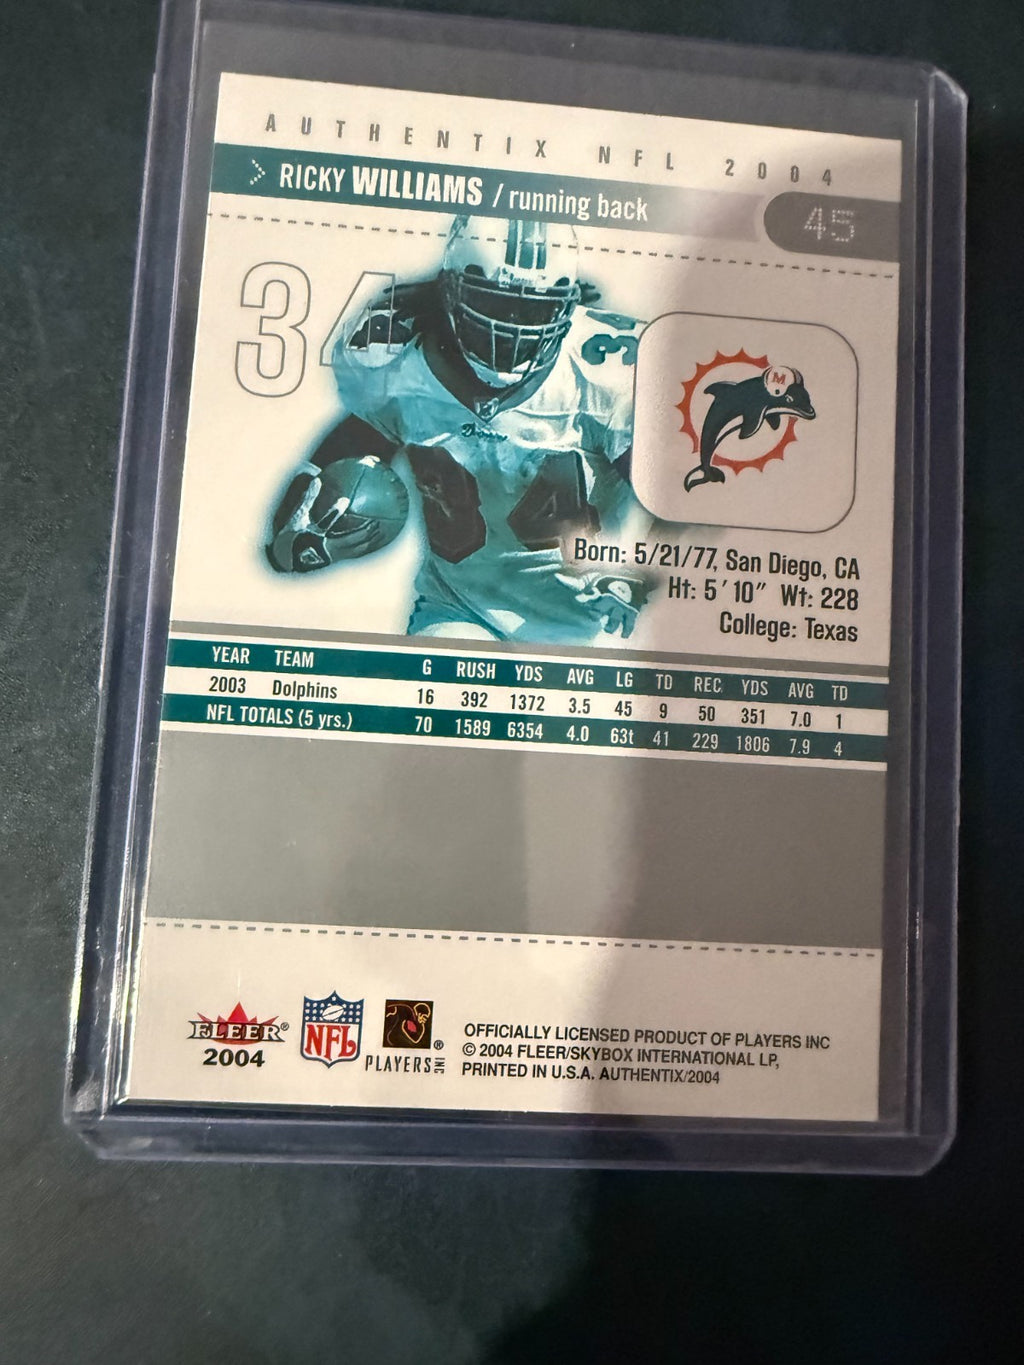 AUTHENTIX NFL 2004
RICKY WILLIAMS / running back
45
34
3
Born: 5/21/77, San Diego, CA
Ht: 5'10" Wt: 228
College: Texas
YEAR TEAM G RUSH YDS AVG LG TD REC YDS AVG TD
2003 Dolphins 16 392 1372 3.5 45 9 50 351 7.0 1
NFL TOTALS (5 yrs.) 70 1589 6354 4.0 63t 41 229 1806 7.9 4
FLEER®
2004
NFL
PLAYERS INC ®
OFFICIALLY LICENSED PRODUCT OF PLAYERS INC
© 2004 FLEER/SKYBOX INTERNATIONAL LP,
PRINTED IN U.S.A. AUTHENTIX/2004